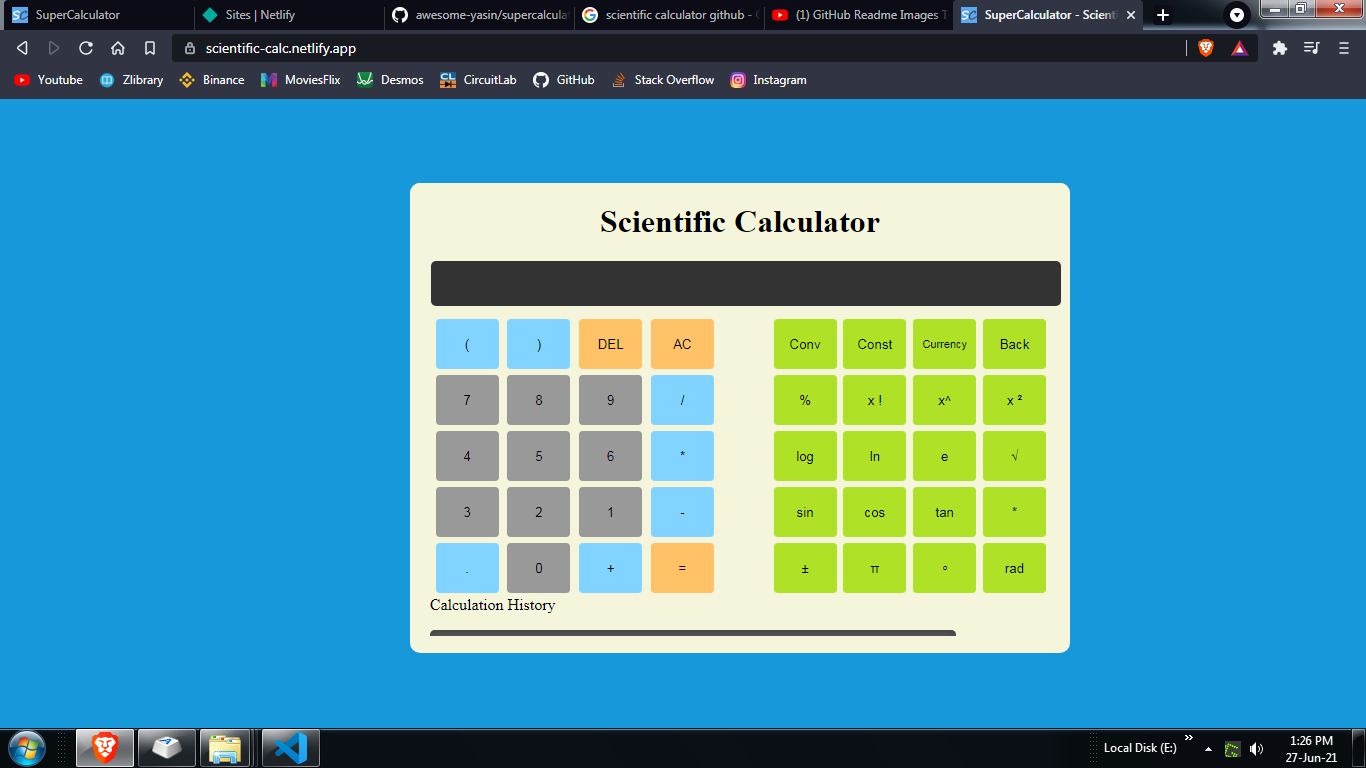 SuperCalculator Sites | Netlify awesome-yasin/supercalculat scientific calculator github - (1) GitHub Readme Images T SuperCalculator - Scienti
scientific-calc.netlify.app
Youtube Zlibrary Binance MoviesFlix Desmos CircuitLab GitHub Stack Overflow Instagram
Scientific Calculator
( ) DEL AC Conv Const Currency Back
7 8 9 / % x ! x^ x ²
4 5 6 * log ln e √
3 2 1 - sin cos tan *
. 0 + = ± π ° rad
Calculation History
Local Disk (E:) » 1:26 PM
27-Jun-21